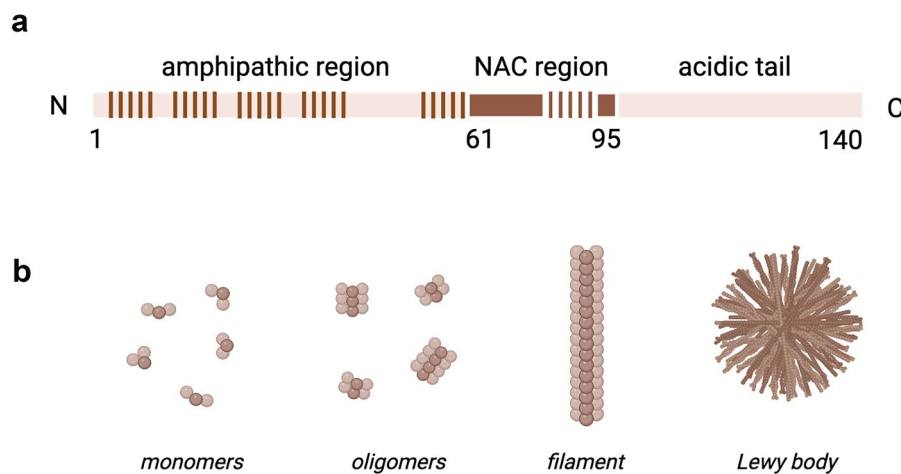 a
amphipathic region NAC region acidic tail
N C
1 61 95 140
b
monomers oligomers filament Lewy body